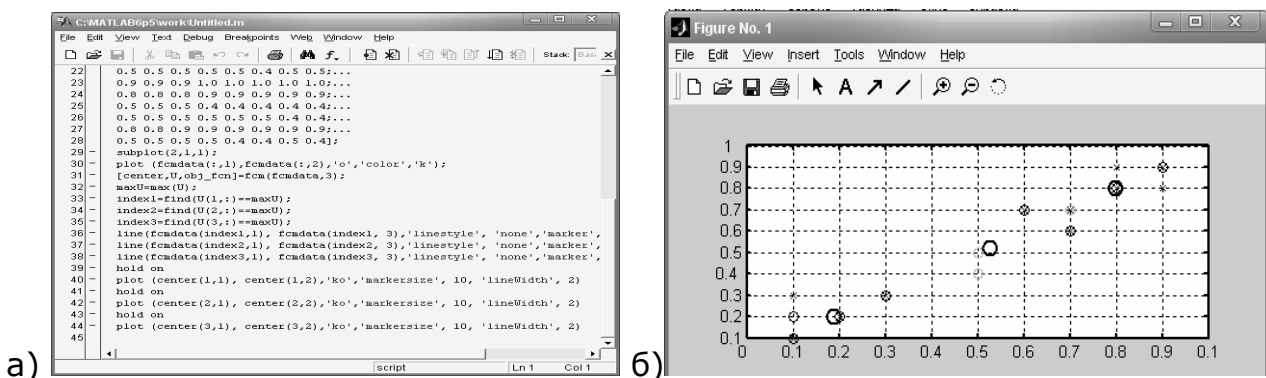 C:\MATLAB6p5\work\Untitled.m
File Edit View Text Debug Breakpoints Web Window Help
Stack: Bas
22 0.5 0.5 0.5 0.5 0.5 0.4 0.5 0.5;...
23 0.9 0.9 0.9 1.0 1.0 1.0 1.0 1.0;...
24 0.8 0.8 0.8 0.9 0.9 0.9 0.9 0.9;...
25 0.5 0.5 0.5 0.4 0.4 0.4 0.4 0.4;...
26 0.5 0.5 0.5 0.5 0.5 0.5 0.4 0.4;...
27 0.8 0.8 0.9 0.9 0.9 0.9 0.9 0.9;...
28 0.5 0.5 0.5 0.5 0.4 0.4 0.5 0.4];
29 - subplot(2,1,1);
30 - plot (fcmdata(:,1),fcmdata(:,2),'o','color','k');
31 - [center,U,obj_fcn]=fcm(fcmdata,3);
32 - maxU=max(U);
33 - index1=find(U(1,:)==maxU);
34 - index2=find(U(2,:)==maxU);
35 - index3=find(U(3,:)==maxU);
36 - line(fcmdata(index1,1), fcmdata(index1, 3),'linestyle', 'none','marker',
37 - line(fcmdata(index2,1), fcmdata(index2, 3),'linestyle', 'none','marker',
38 - line(fcmdata(index3,1), fcmdata(index3, 3),'linestyle', 'none','marker',
39 - hold on
40 - plot (center(1,1), center(1,2),'ko','markersize', 10, 'lineWidth', 2)
41 - hold on
42 - plot (center(2,1), center(2,2),'ko','markersize', 10, 'lineWidth', 2)
43 - hold on
44 - plot (center(3,1), center(3,2),'ko','markersize', 10, 'lineWidth', 2)
45
script Ln 1 Col 1
а)
Figure No. 1
File Edit View Insert Tools Window Help
1
0.9
0.8
0.7
0.6
0.5
0.4
0.3
0.2
0.1
0 0.1 0.2 0.3 0.4 0.5 0.6 0.7 0.8 0.9 0.1
б)